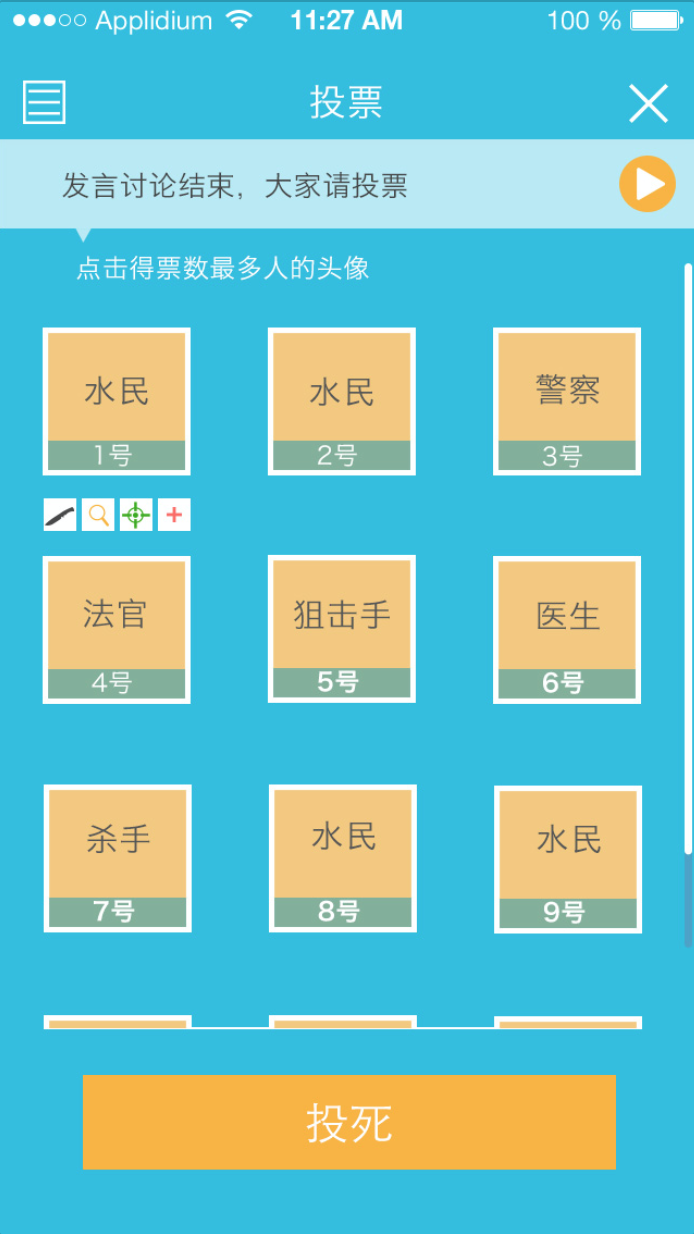 Applidium 11:27 AM 100 %
投票
发言讨论结束，大家请投票
点击得票数最多人的头像
水民 水民 警察
1号 2号 3号
法官 狙击手 医生
4号 5号 6号
杀手 水民 水民
7号 8号 9号
投死